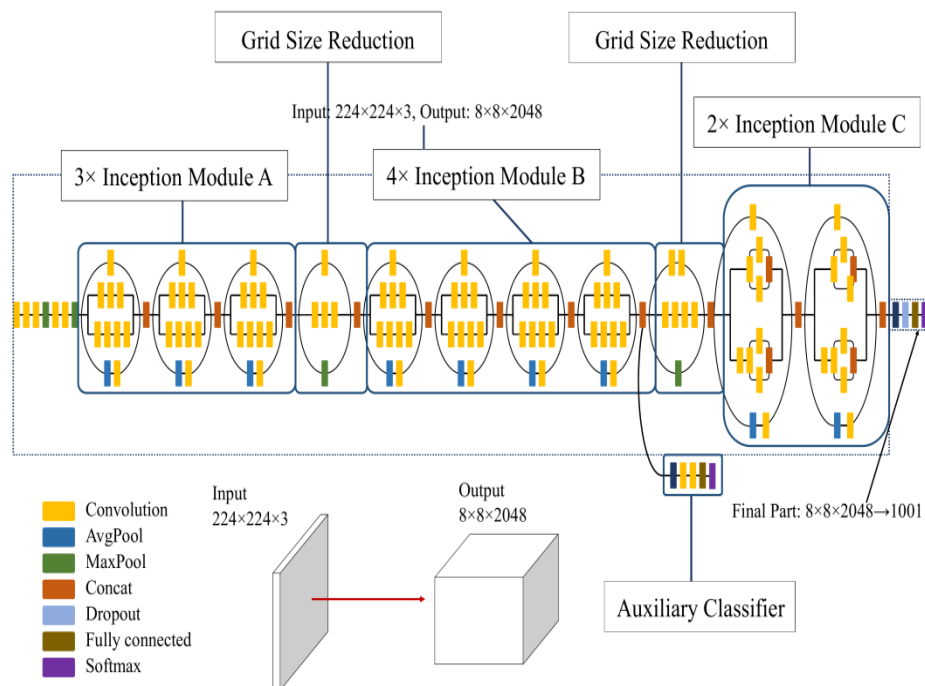 Grid Size Reduction
Grid Size Reduction
Input: 224×224×3, Output: 8×8×2048
2× Inception Module C
3× Inception Module A
4× Inception Module B
Convolution
AvgPool
MaxPool
Concat
Dropout
Fully connected
Softmax
Input
224×224×3
Output
8×8×2048
Final Part: 8×8×2048→1001
Auxiliary Classifier